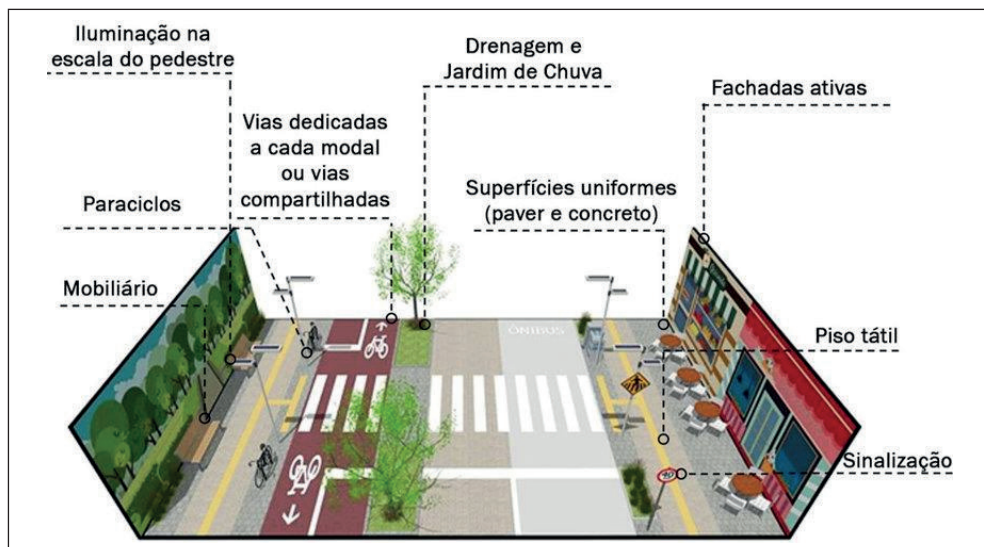 Iluminação na
escala do pedestre
Drenagem e
Jardim de Chuva
Fachadas ativas
Vias dedicadas
a cada modal
ou vias
compartilhadas
Superfícies uniformes
(paver e concreto)
Paraciclos
Mobiliário
ÔNIBUS
Piso tátil
40
Sinalização